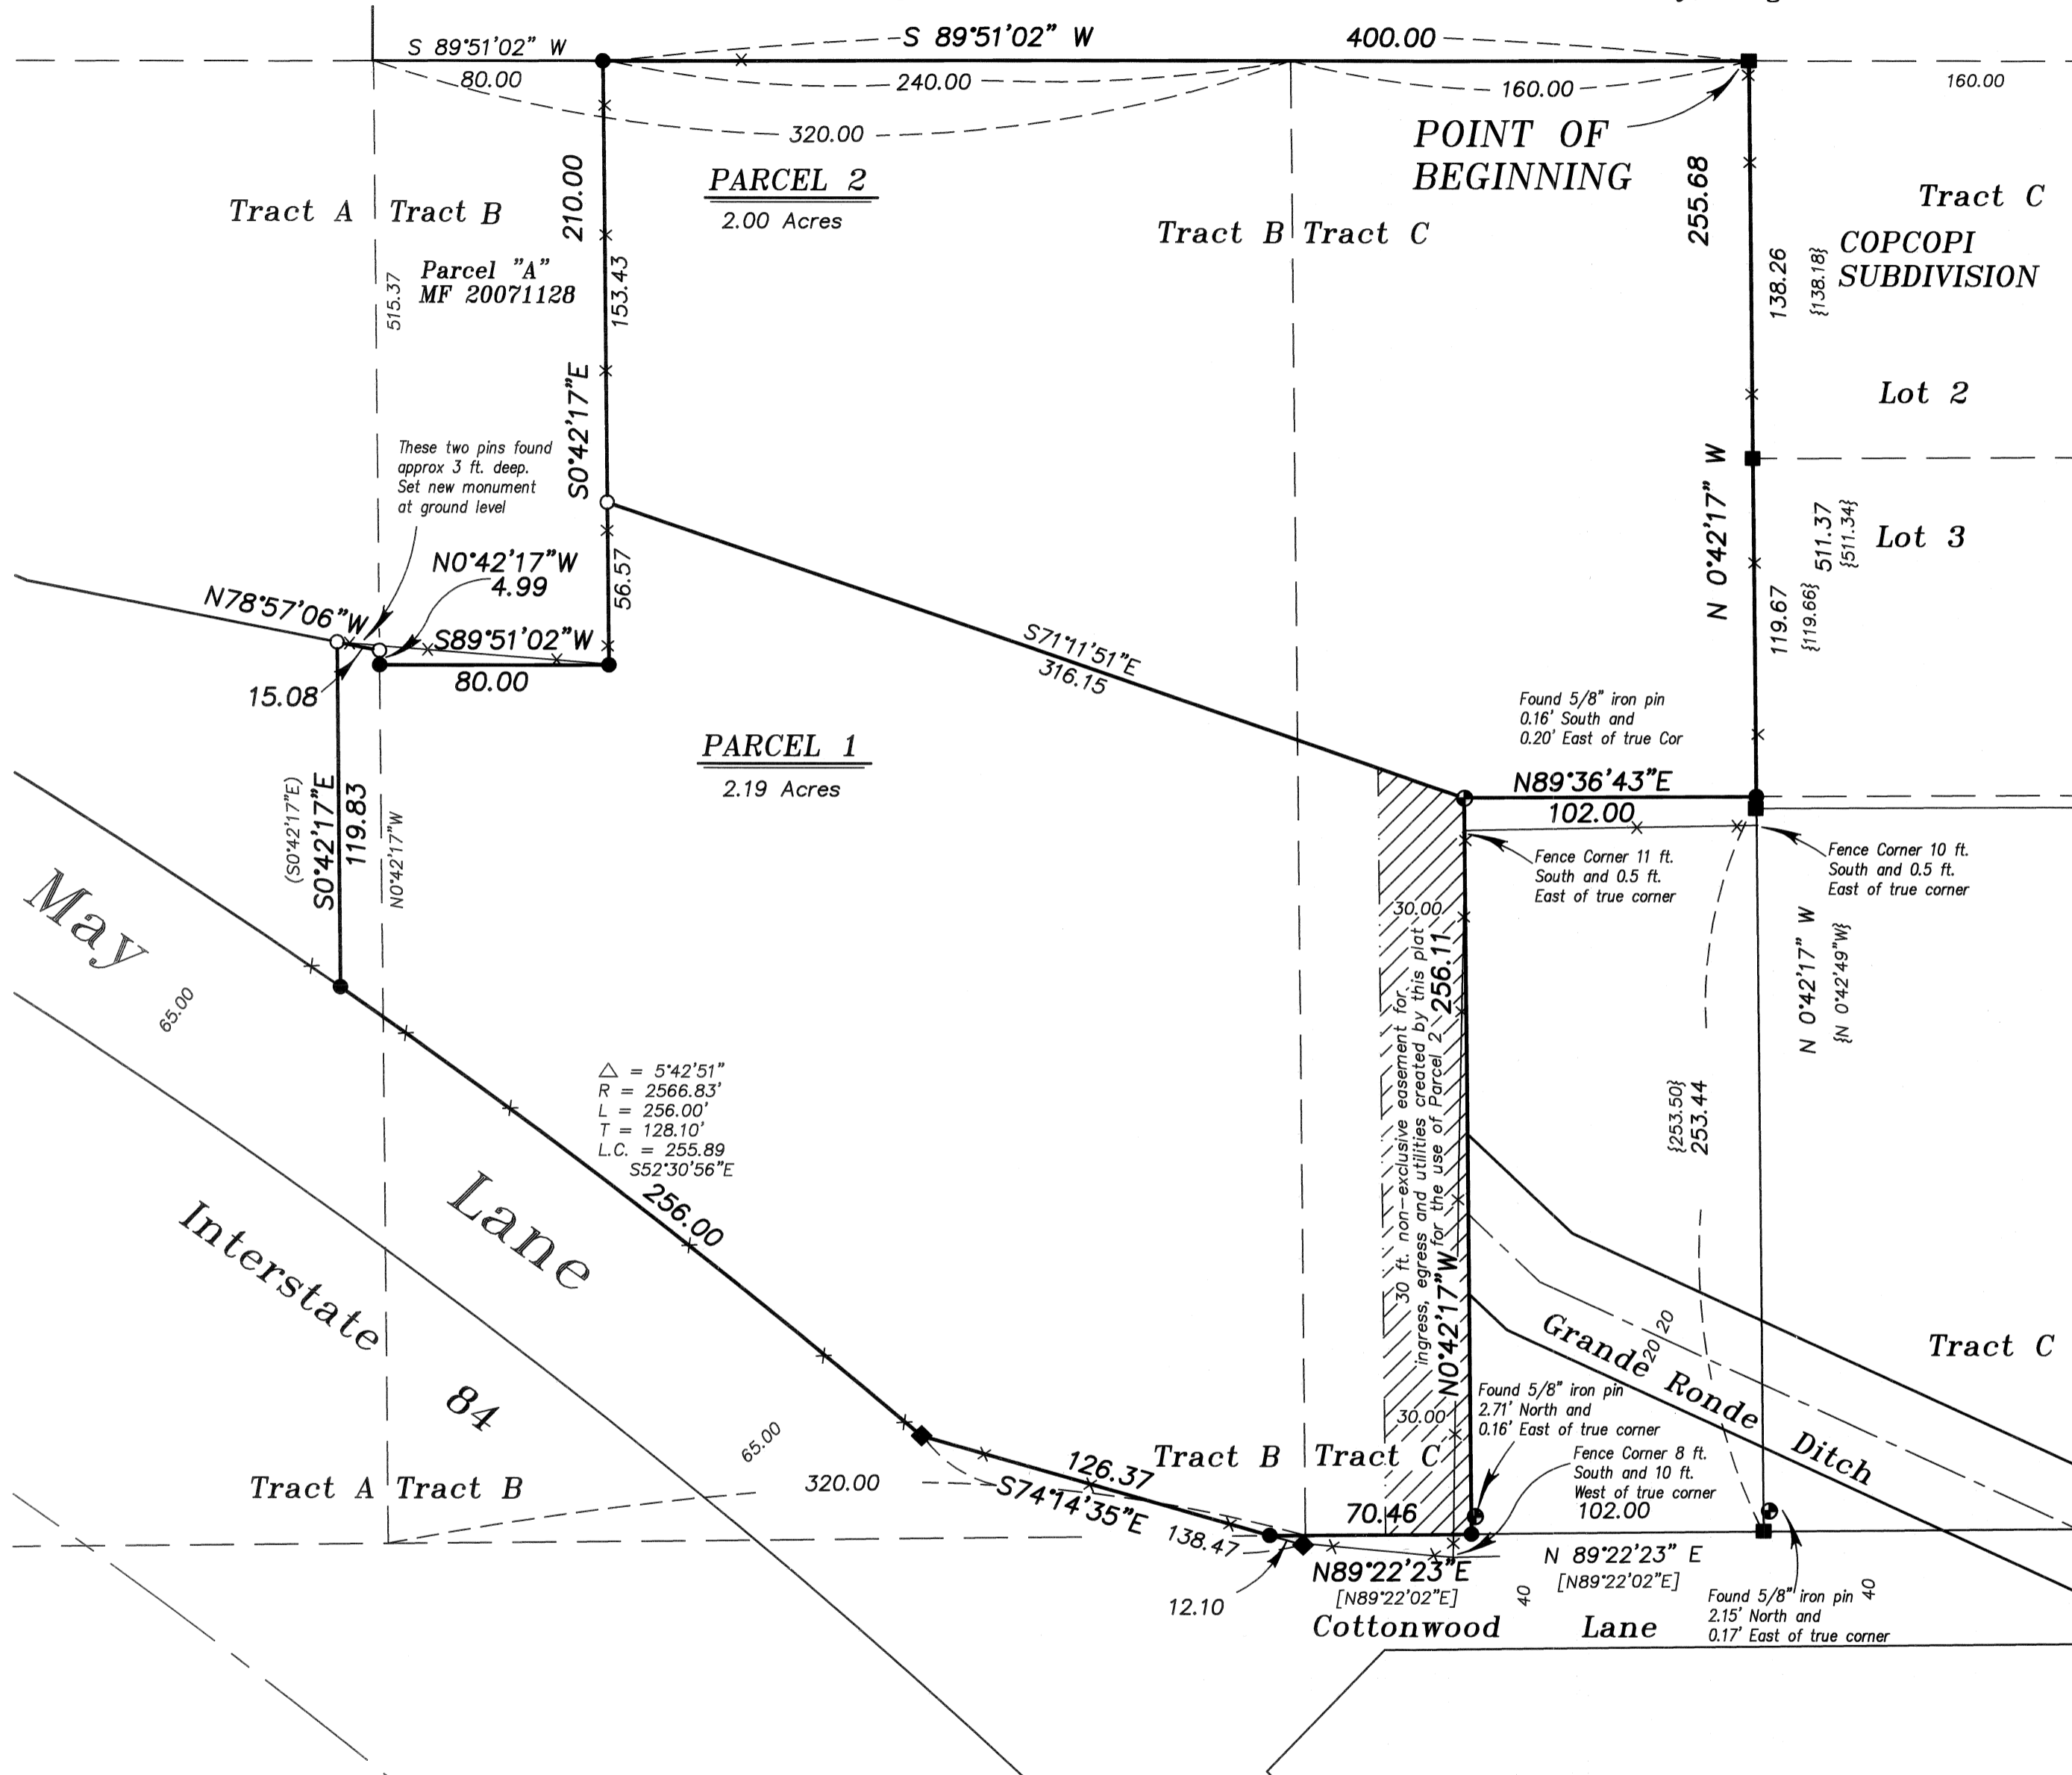 S 89°51'02" W
80.00
S 89°51'02" W
400.00
240.00
160.00
160.00
320.00
POINT OF
BEGINNING
210.00
PARCEL 2
2.00 Acres
255.68
Tract C
COPCOPI
SUBDIVISION
Tract A
Tract B
Tract B
Tract C
138.26
{138.18}
Parcel "A"
MF 20071128
515.37
153.43
Lot 2
S0°42'17"E
These two pins found
approx 3 ft. deep.
Set new monument
at ground level
N 0°42'17" W
511.37
{511.34}
Lot 3
N0°42'17"W
4.99
56.57
119.67
{119.66}
N78°57'06"W
S89°51'02"W
80.00
15.08
S71°11'51"E
316.15
Found 5/8" iron pin
0.16' South and
0.20' East of true Cor
PARCEL 1
2.19 Acres
N89°36'43"E
102.00
(S0°42'17"E)
S0°42'17"E
119.83
N0°42'17"W
Fence Corner 11 ft.
South and 0.5 ft.
East of true corner
Fence Corner 10 ft.
South and 0.5 ft.
East of true corner
30.00
30 ft. non-exclusive easement for
ingress, egress and utilities created by this plat
for the use of Parcel 2
256.11
N0°42'17"W
N 0°42'17" W
{N 0°42'49"W}
{253.50}
253.44
May
65.00
Lane
△ = 5°42'51"
R = 2566.83'
L = 256.00'
T = 128.10'
L.C. = 255.89
S52°30'56"E
256.00
Interstate
84
65.00
Grande Ronde
Ditch
20
20
Tract C
Found 5/8" iron pin
2.71' North and
0.16' East of true corner
30.00
Fence Corner 8 ft.
South and 10 ft.
West of true corner
102.00
Tract A
Tract B
320.00
Tract B
Tract C
126.37
S74°14'35"E
138.47
70.46
N89°22'23"E
[N89°22'02"E]
12.10
N 89°22'23" E
[N89°22'02"E]
40
40
Found 5/8" iron pin
2.15' North and
0.17' East of true corner
Cottonwood
Lane